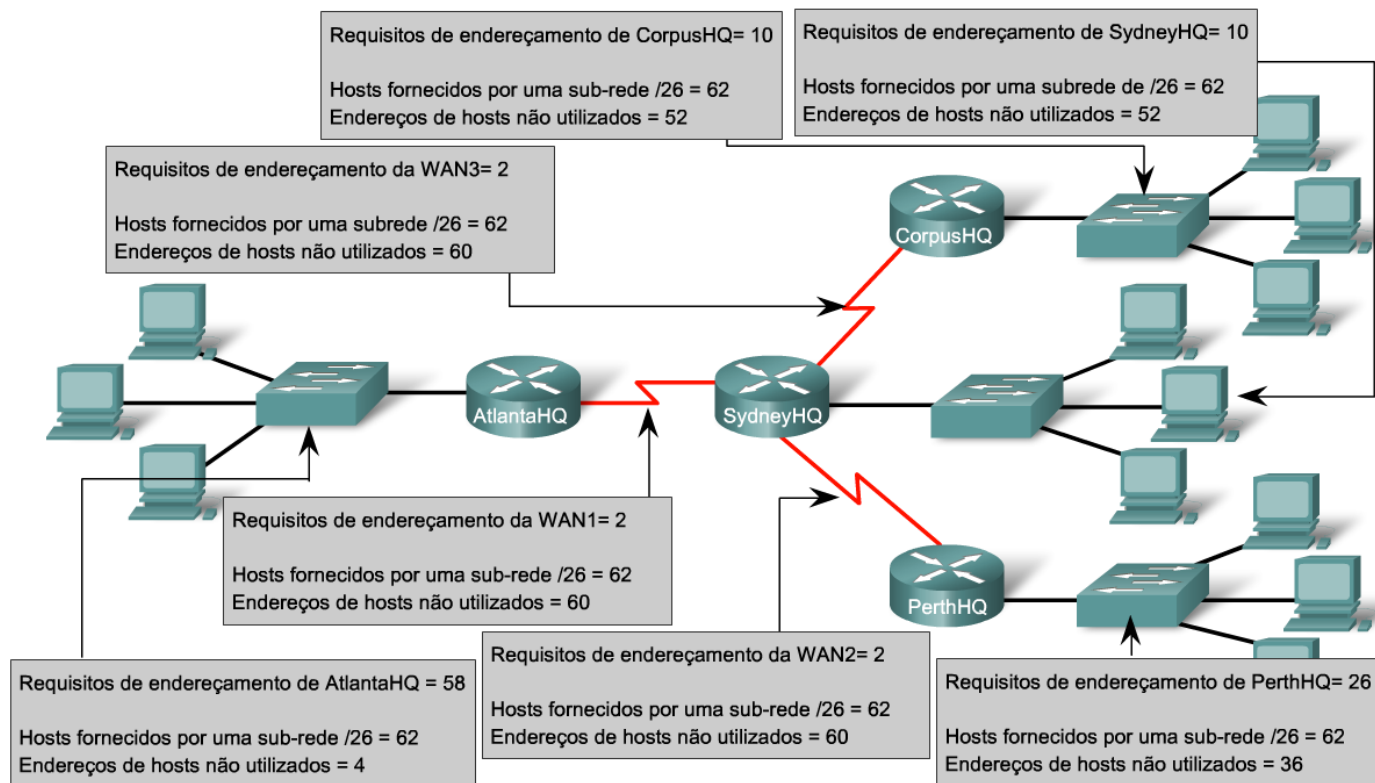 Requisitos de endereçamento de CorpusHQ= 10
Hosts fornecidos por uma sub-rede /26 = 62
Endereços de hosts não utilizados = 52
Requisitos de endereçamento de SydneyHQ= 10
Hosts fornecidos por uma subrede de /26 = 62
Endereços de hosts não utilizados = 52
Requisitos de endereçamento da WAN3= 2
Hosts fornecidos por uma subrede /26 = 62
Endereços de hosts não utilizados = 60
CorpusHQ
AtlantaHQ
SydneyHQ
Requisitos de endereçamento da WAN1= 2
Hosts fornecidos por uma sub-rede /26 = 62
Endereços de hosts não utilizados = 60
PerthHQ
Requisitos de endereçamento de AtlantaHQ = 58
Hosts fornecidos por uma sub-rede /26 = 62
Endereços de hosts não utilizados = 4
Requisitos de endereçamento da WAN2= 2
Hosts fornecidos por uma sub-rede /26 = 62
Endereços de hosts não utilizados = 60
Requisitos de endereçamento de PerthHQ= 26
Hosts fornecidos por uma sub-rede /26 = 62
Endereços de hosts não utilizados = 36